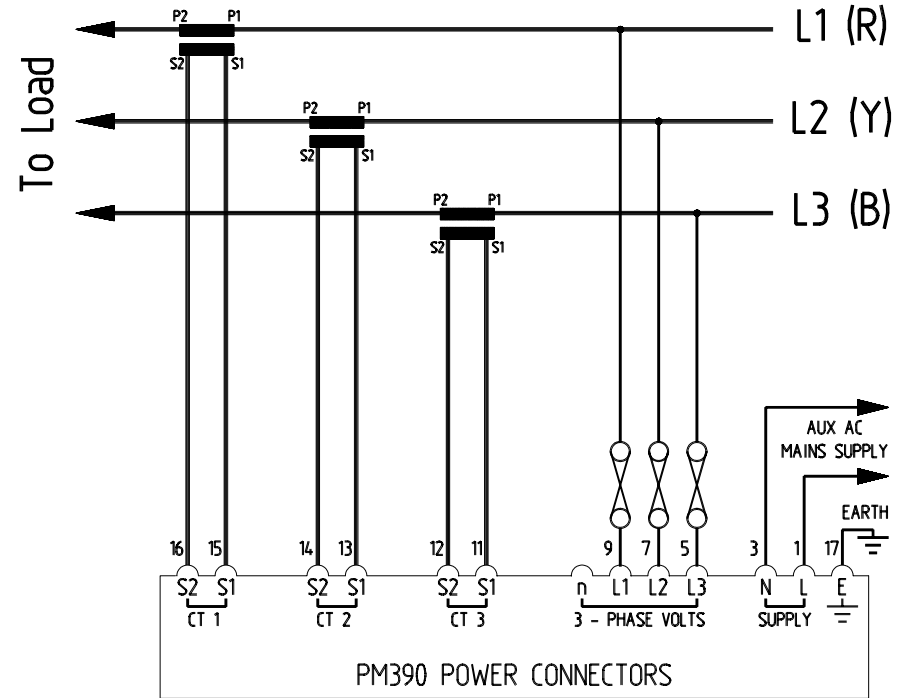 P2 P1
L1 (R)
S2 S1
To Load
P2 P1
L2 (Y)
S2 S1
P2 P1
L3 (B)
S2 S1
AUX AC
MAINS SUPPLY
EARTH
16 15 14 13 12 11 9 7 5 3 1 17
S2 S1 S2 S1 S2 S1 n L1 L2 L3 N L E
CT 1 CT 2 CT 3 3 - PHASE VOLTS SUPPLY
PM390 POWER CONNECTORS